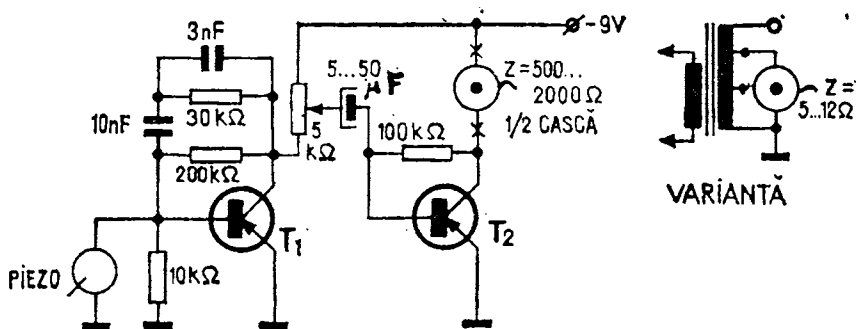 3nF
30kΩ
10nF
200kΩ
PiEZO
10kΩ
T1
5
kΩ
5...50
μF
100kΩ
T2
-9V
Z=500...
2000Ω
1/2 CASCĂ
Z=
5...12Ω
VARiANTĂ